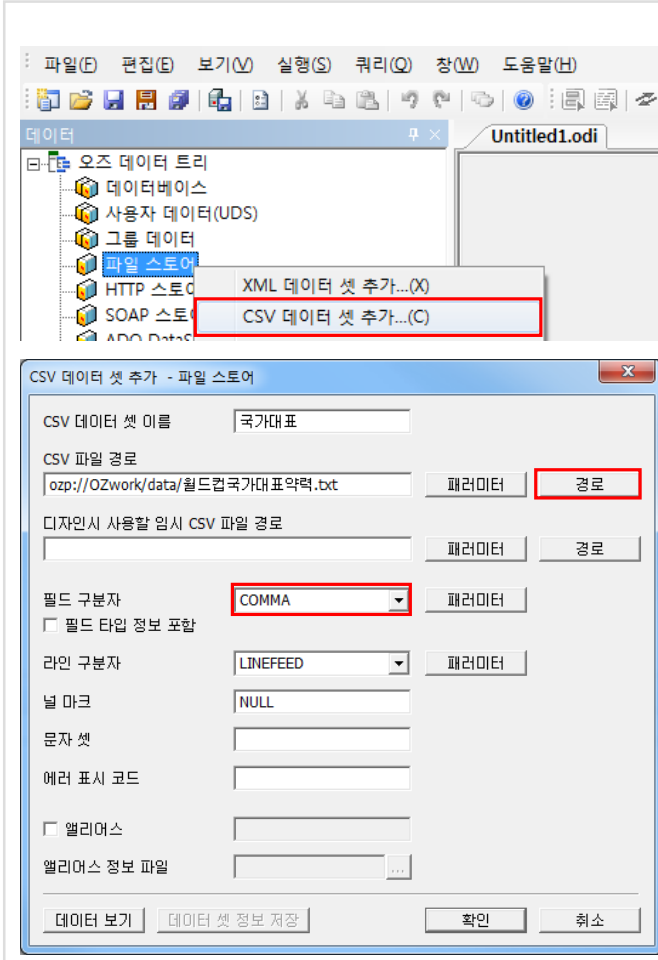 파일(F) 편집(E) 보기(V) 실행(S) 쿼리(Q) 창(W) 도움말(H)
데이터
Untitled1.odi
오즈 데이터 트리
데이터베이스
사용자 데이터(UDS)
그룹 데이터
파일 스토어
XML 데이터 셋 추가...(X)
HTTP 스토어
CSV 데이터 셋 추가...(C)
SOAP 스토어
CSV 데이터 셋 추가 - 파일 스토어
CSV 데이터 셋 이름 국가대표
CSV 파일 경로
ozp://OZwork/data/월드컵국가대표약력.txt 패러미터 경로
디자인시 사용할 임시 CSV 파일 경로
패러미터 경로
필드 구분자 COMMA 패러미터
필드 타입 정보 포함
라인 구분자 LINEFEED 패러미터
널 마크 NULL
문자 셋
에러 표시 코드
앨리어스
앨리어스 정보 파일 ...
데이터 보기 데이터 셋 정보 저장 확인 취소